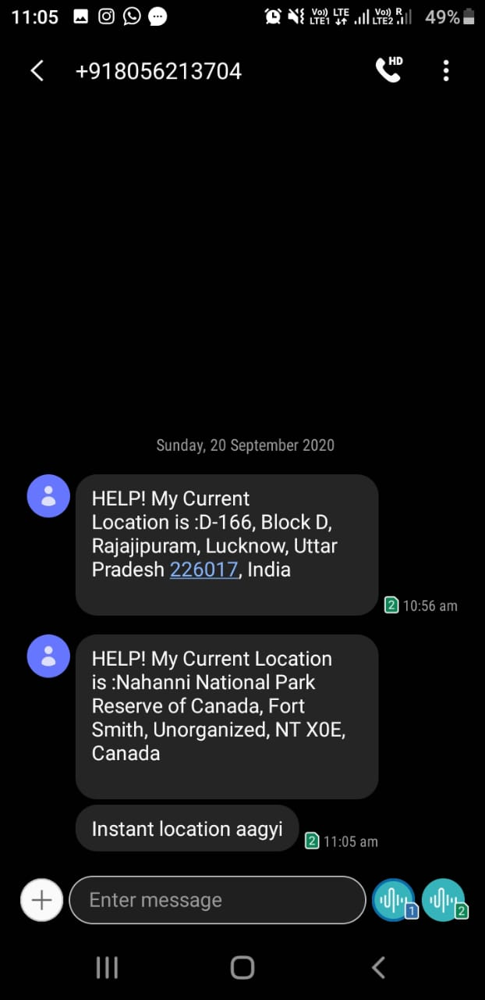 11:05 Vo) LTE1 LTE Vo) LTE2 R 49%
+918056213704 HD
Sunday, 20 September 2020
HELP! My Current
Location is :D-166, Block D,
Rajajipuram, Lucknow, Uttar
Pradesh 226017, India
2 10:56 am
HELP! My Current Location
is :Nahanni National Park
Reserve of Canada, Fort
Smith, Unorganized, NT X0E,
Canada
Instant location aagyi
2 11:05 am
Enter message
1 2